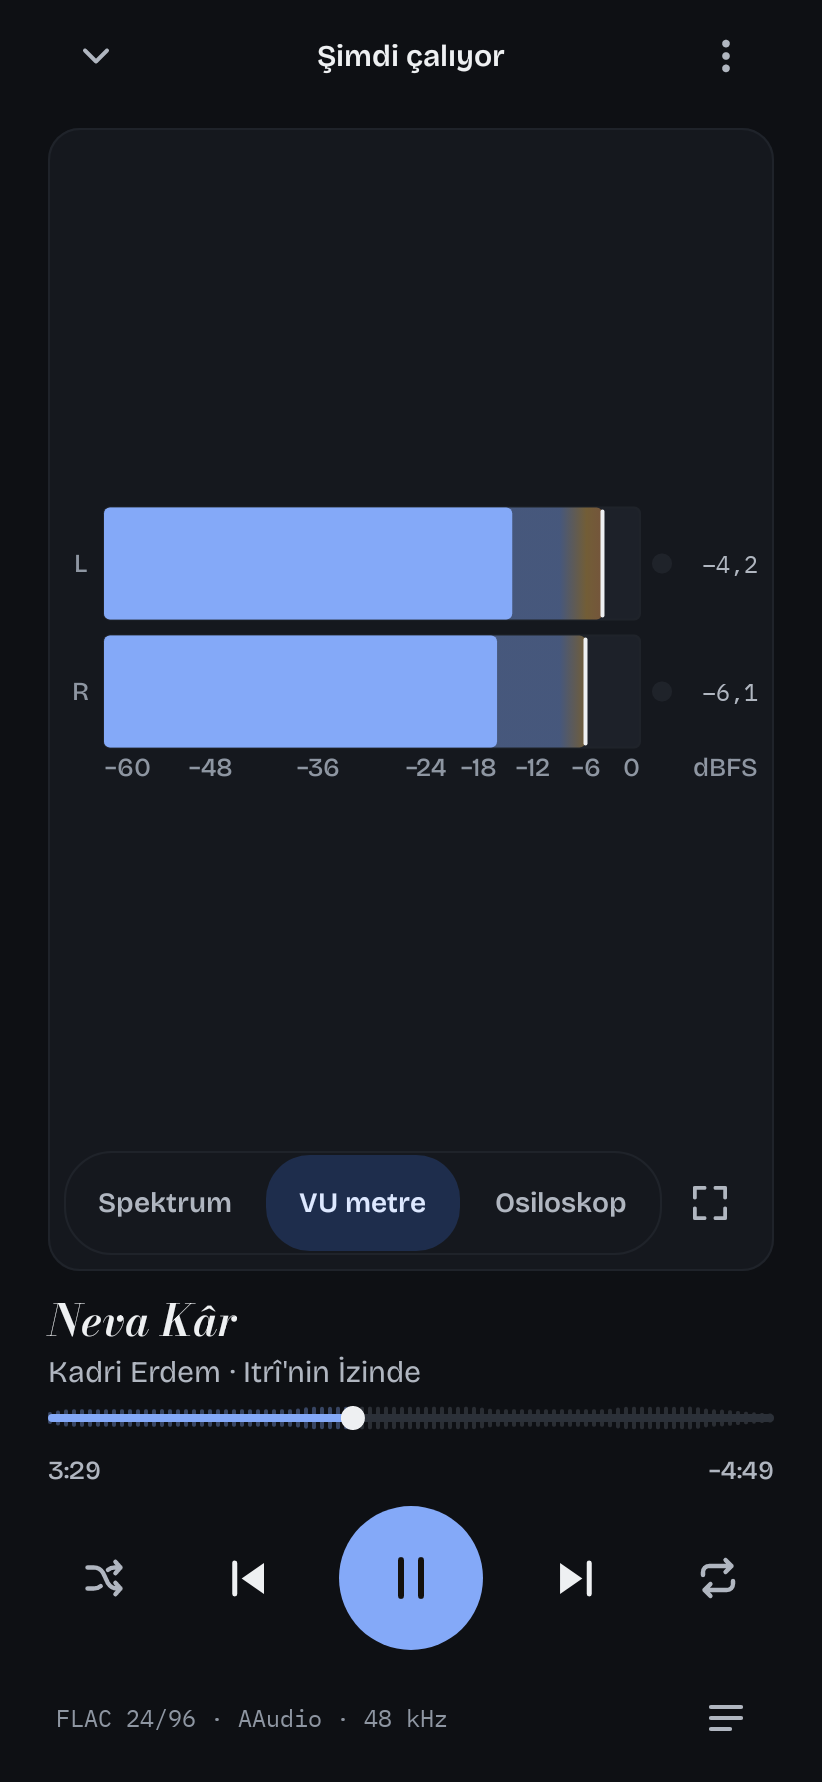 Şimdi çalıyor
L
−4,2
R
−6,1
−60 −48 −36 −24 −18 −12 −6 0 dBFS
Spektrum VU metre Osiloskop
Neva Kâr
Kadri Erdem · Itrî'nin İzinde
3:29 −4:49
FLAC 24/96 · AAudio · 48 kHz